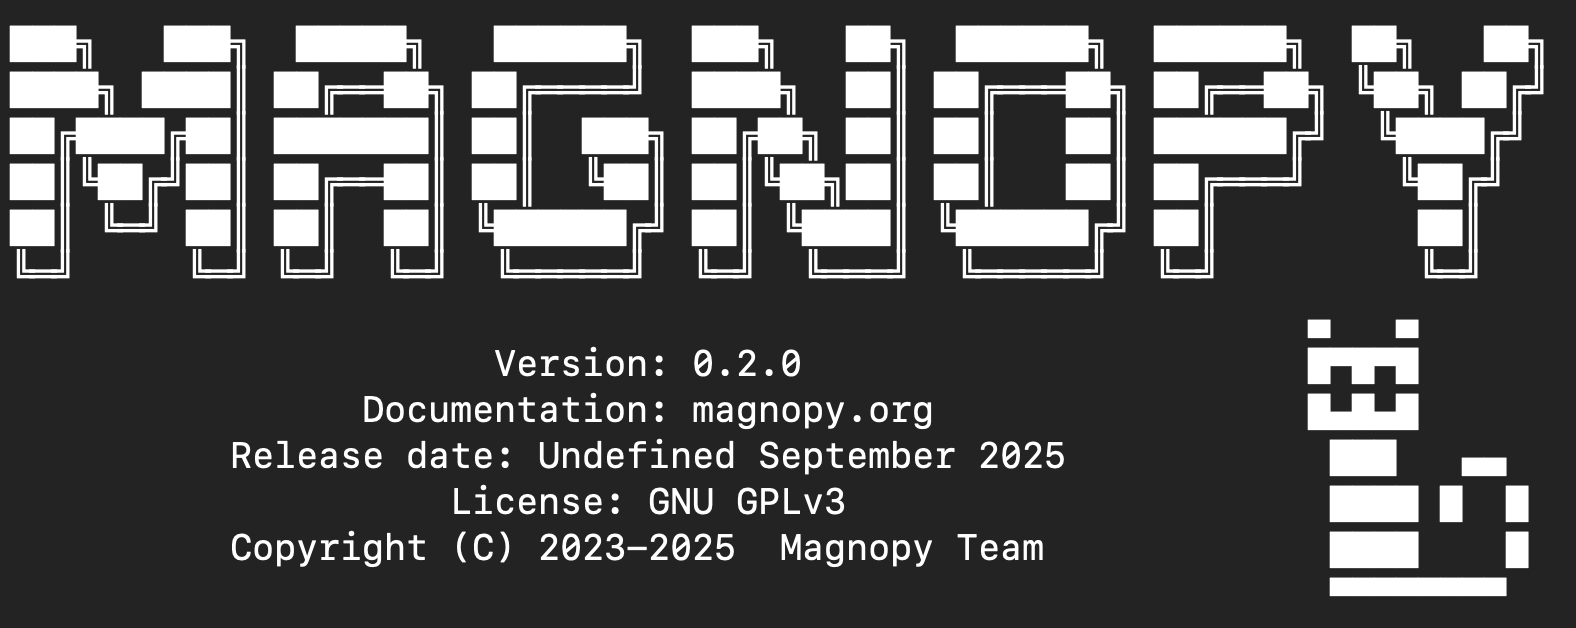 MAGNOPY
Version: 0.2.0
Documentation: magnopy.org
Release date: Undefined September 2025
License: GNU GPLv3
Copyright (C) 2023–2025  Magnopy Team